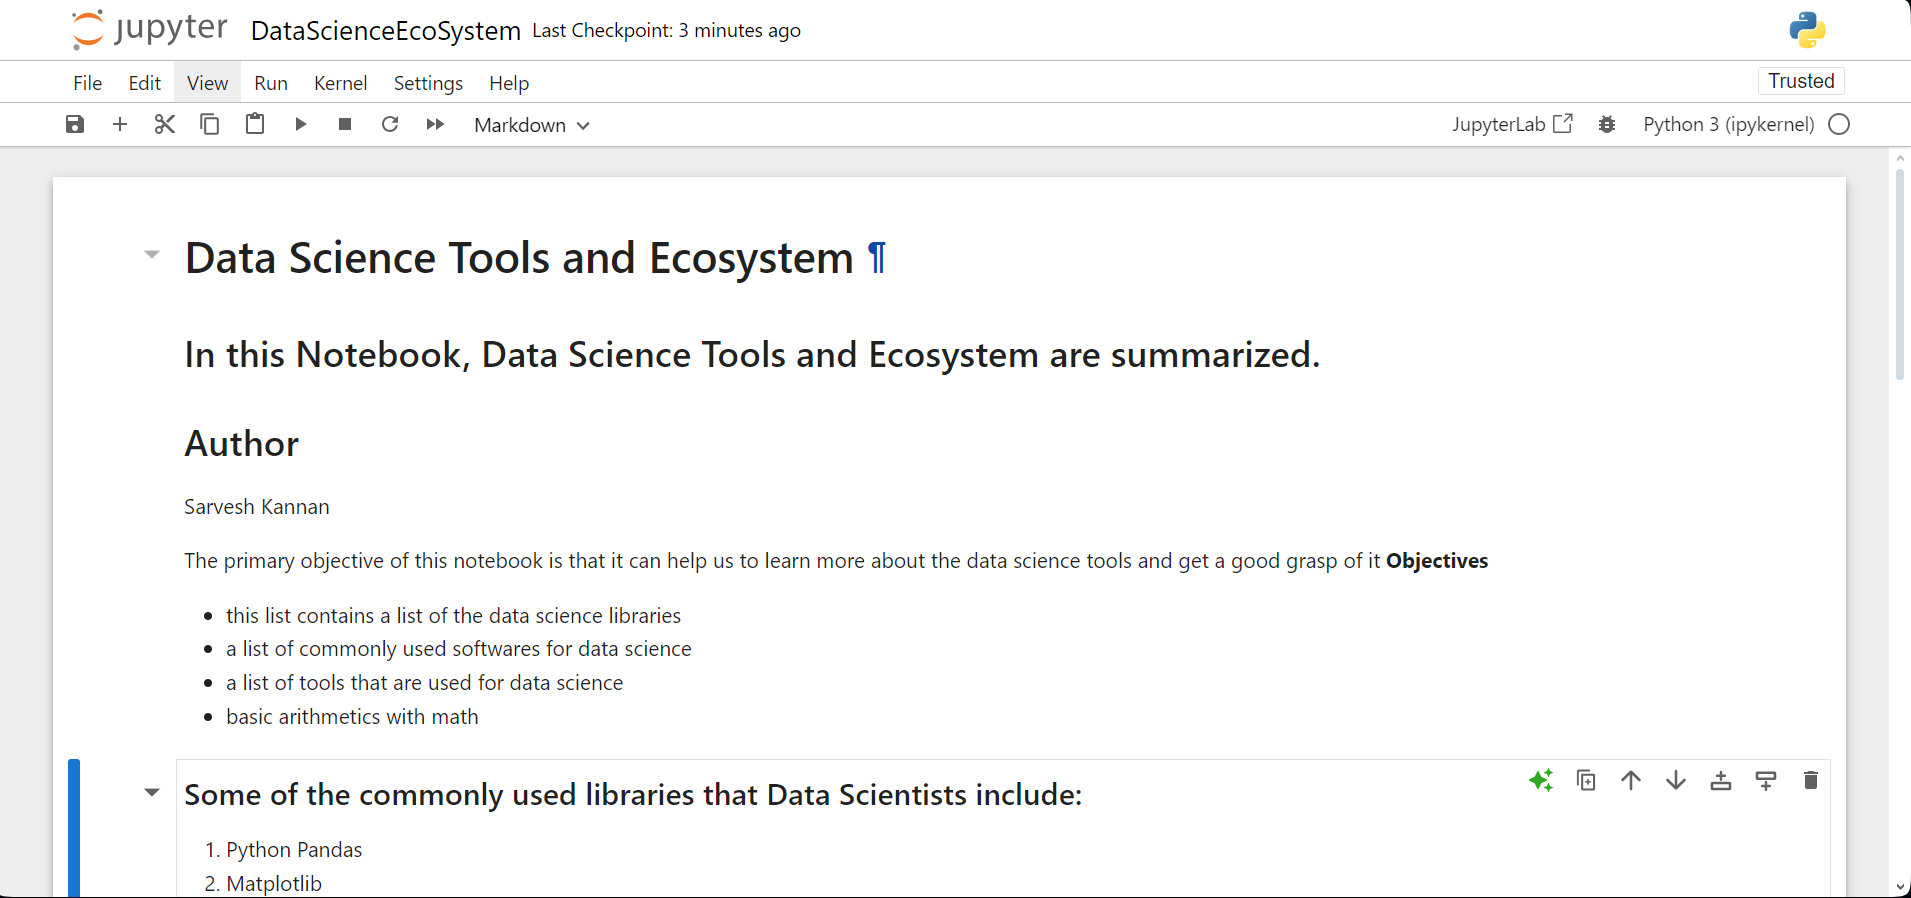 jupyter DataScienceEcoSystem Last Checkpoint: 3 minutes ago
File Edit View Run Kernel Settings Help Trusted
Markdown JupyterLab Python 3 (ipykernel)
Data Science Tools and Ecosystem ¶
In this Notebook, Data Science Tools and Ecosystem are summarized.
Author
Sarvesh Kannan
The primary objective of this notebook is that it can help us to learn more about the data science tools and get a good grasp of it Objectives
• this list contains a list of the data science libraries
• a list of commonly used softwares for data science
• a list of tools that are used for data science
• basic arithmetics with math
Some of the commonly used libraries that Data Scientists include:
1. Python Pandas
2. Matplotlib